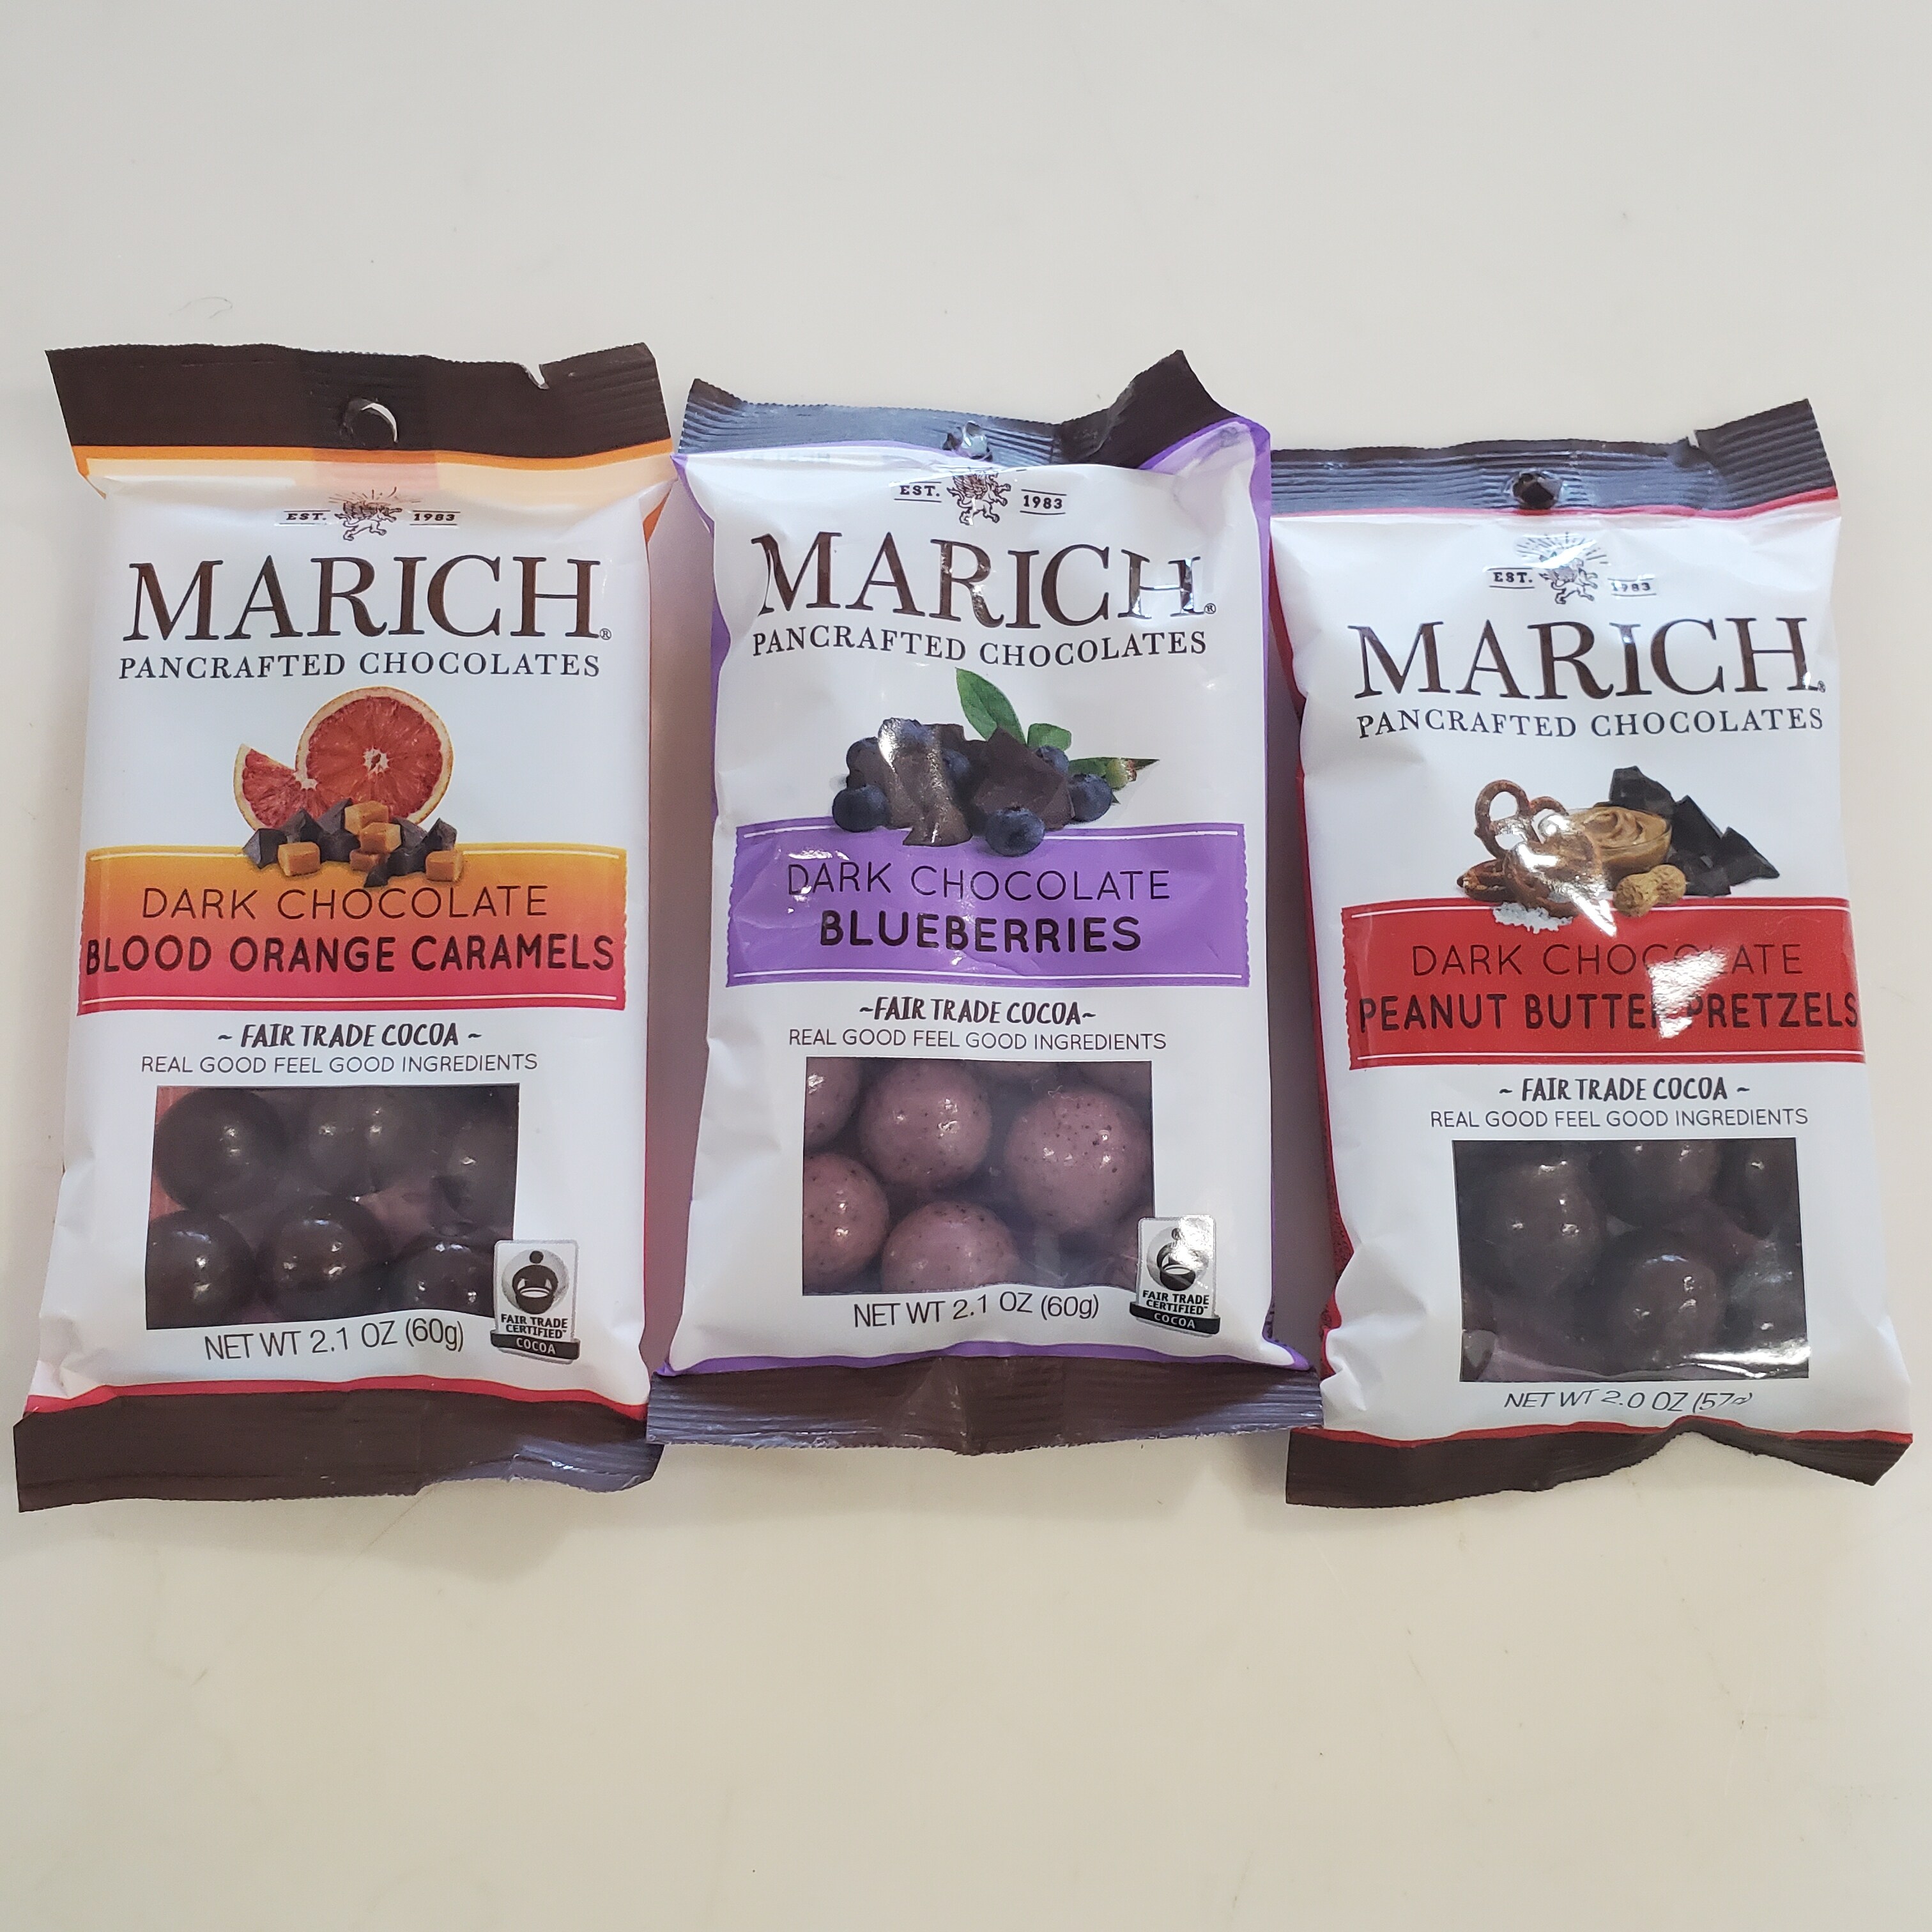 EST. 1983
MARICH®
PANCRAFTED CHOCOLATES
DARK CHOCOLATE
BLOOD ORANGE CARAMELS
~ FAIR TRADE COCOA ~
REAL GOOD FEEL GOOD INGREDIENTS
NET WT 2.1 OZ (60g)
FAIR TRADE
CERTIFIED™
COCOA
EST. 1983
MARICH®
PANCRAFTED CHOCOLATES
DARK CHOCOLATE
BLUEBERRIES
~FAIR TRADE COCOA~
REAL GOOD FEEL GOOD INGREDIENTS
NET WT 2.1 OZ (60g)
FAIR TRADE
CERTIFIED™
COCOA
EST. 1983
MARICH®
PANCRAFTED CHOCOLATES
DARK CHOCOLATE
PEANUT BUTTER PRETZELS
~ FAIR TRADE COCOA ~
REAL GOOD FEEL GOOD INGREDIENTS
NET WT 2.0 OZ (57g)